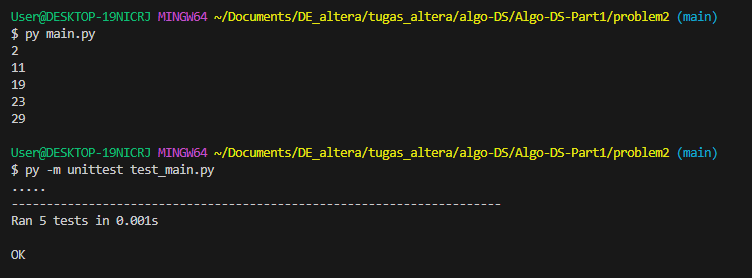 User@DESKTOP-19NICRJ MINGW64 ~/Documents/DE_altera/tugas_altera/algo-DS/Algo-DS-Part1/problem2 (main)
$ py main.py
2
11
19
23
29
User@DESKTOP-19NICRJ MINGW64 ~/Documents/DE_altera/tugas_altera/algo-DS/Algo-DS-Part1/problem2 (main)
$ py -m unittest test_main.py
.....
----------------------------------------------------------------------
Ran 5 tests in 0.001s
OK